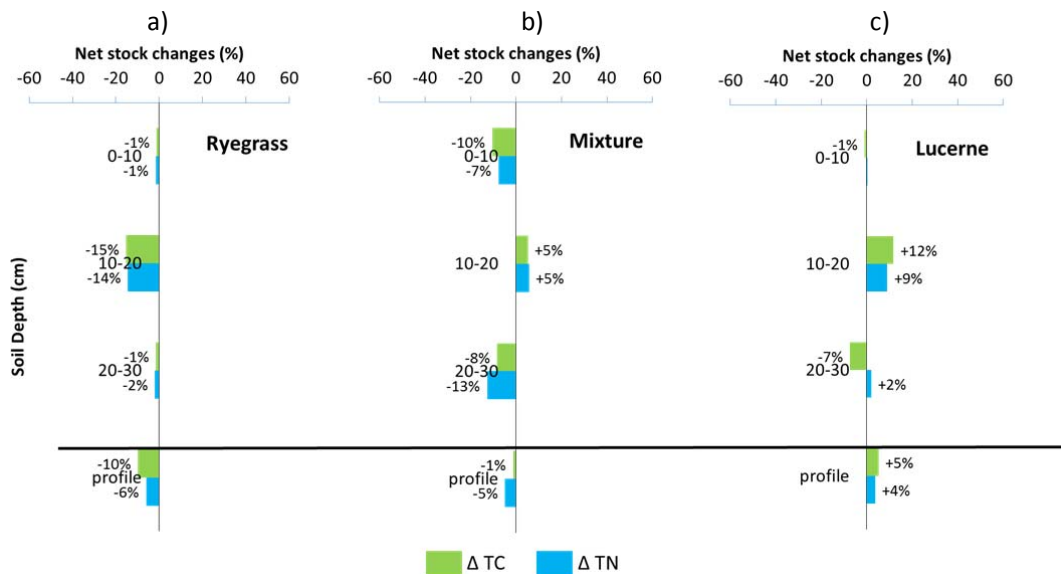 a)
Net stock changes (%)
-60 -40 -20 0 20 40 60
Ryegrass
-1%
0-10
-1%
-15%
10-20
-14%
-1%
20-30
-2%
-10%
profile
-6%
b)
Net stock changes (%)
-60 -40 -20 0 20 40 60
Mixture
-10%
0-10
-7%
+5%
10-20
+5%
-8%
20-30
-13%
-1%
profile
-5%
c)
Net stock changes (%)
-60 -40 -20 0 20 40 60
Lucerne
-1%
0-10
+12%
10-20
+9%
-7%
20-30
+2%
+5%
profile
+4%
Soil Depth (cm)
Δ TC Δ TN